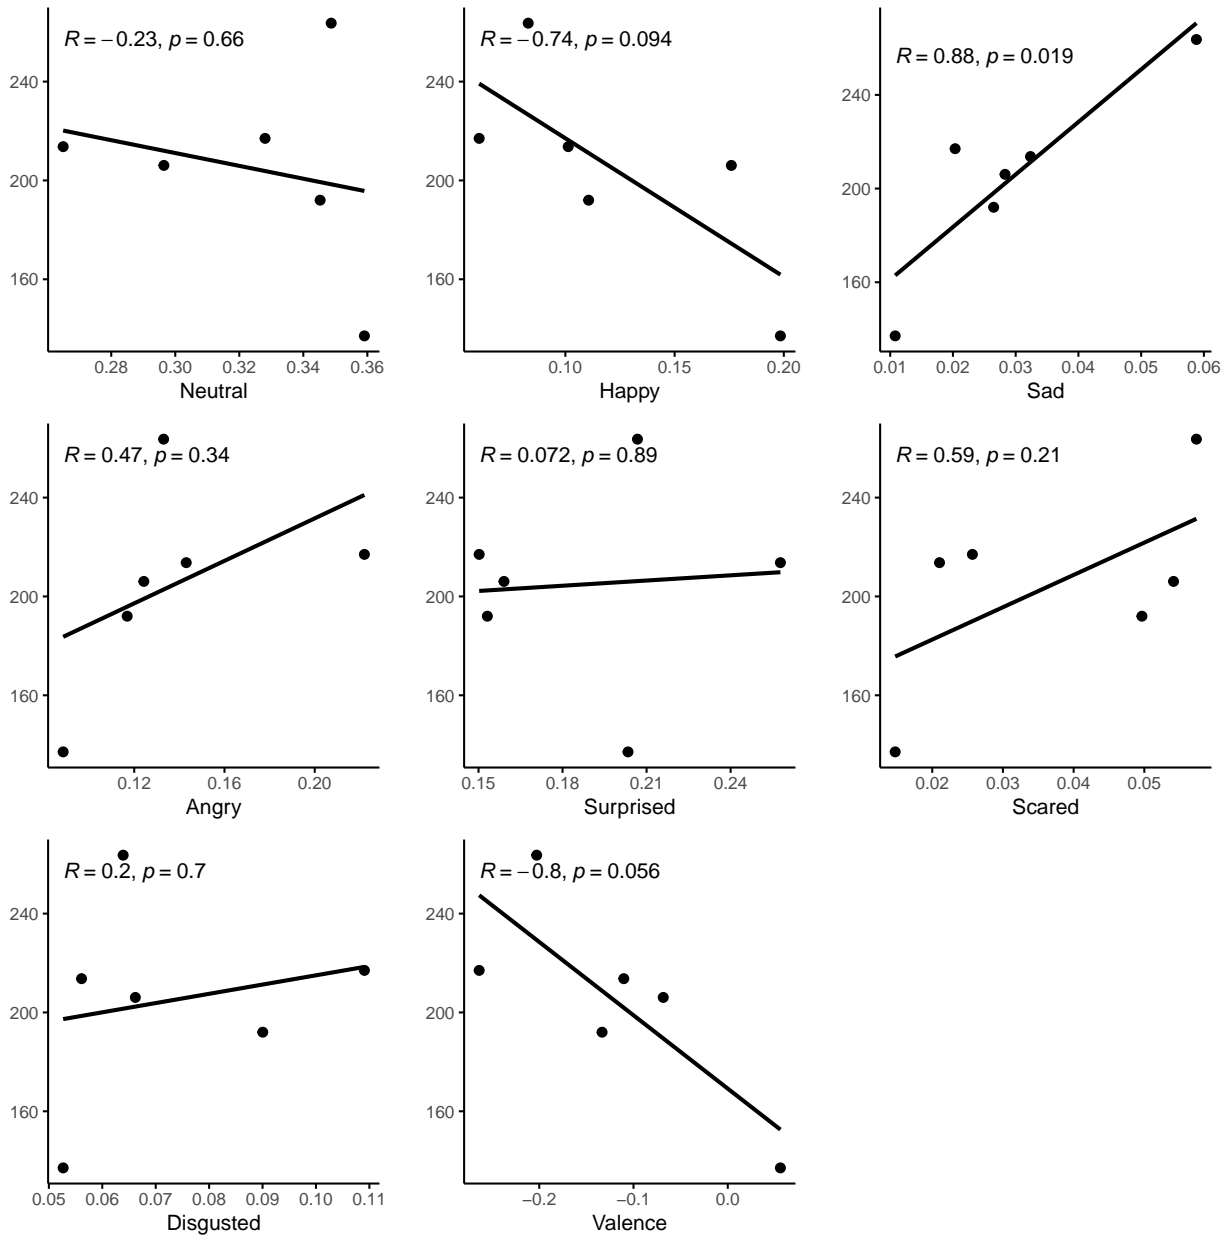 R = −0.23, p = 0.66
240
200
160
0.28 0.30 0.32 0.34 0.36
Neutral
R = −0.74, p = 0.094
240
200
160
0.10 0.15 0.20
Happy
R = 0.88, p = 0.019
240
200
160
0.01 0.02 0.03 0.04 0.05 0.06
Sad
R = 0.47, p = 0.34
240
200
160
0.12 0.16 0.20
Angry
R = 0.072, p = 0.89
240
200
160
0.15 0.18 0.21 0.24
Surprised
R = 0.59, p = 0.21
240
200
160
0.02 0.03 0.04 0.05
Scared
R = 0.2, p = 0.7
240
200
160
0.05 0.06 0.07 0.08 0.09 0.10 0.11
Disgusted
R = −0.8, p = 0.056
240
200
160
−0.2 −0.1 0.0
Valence